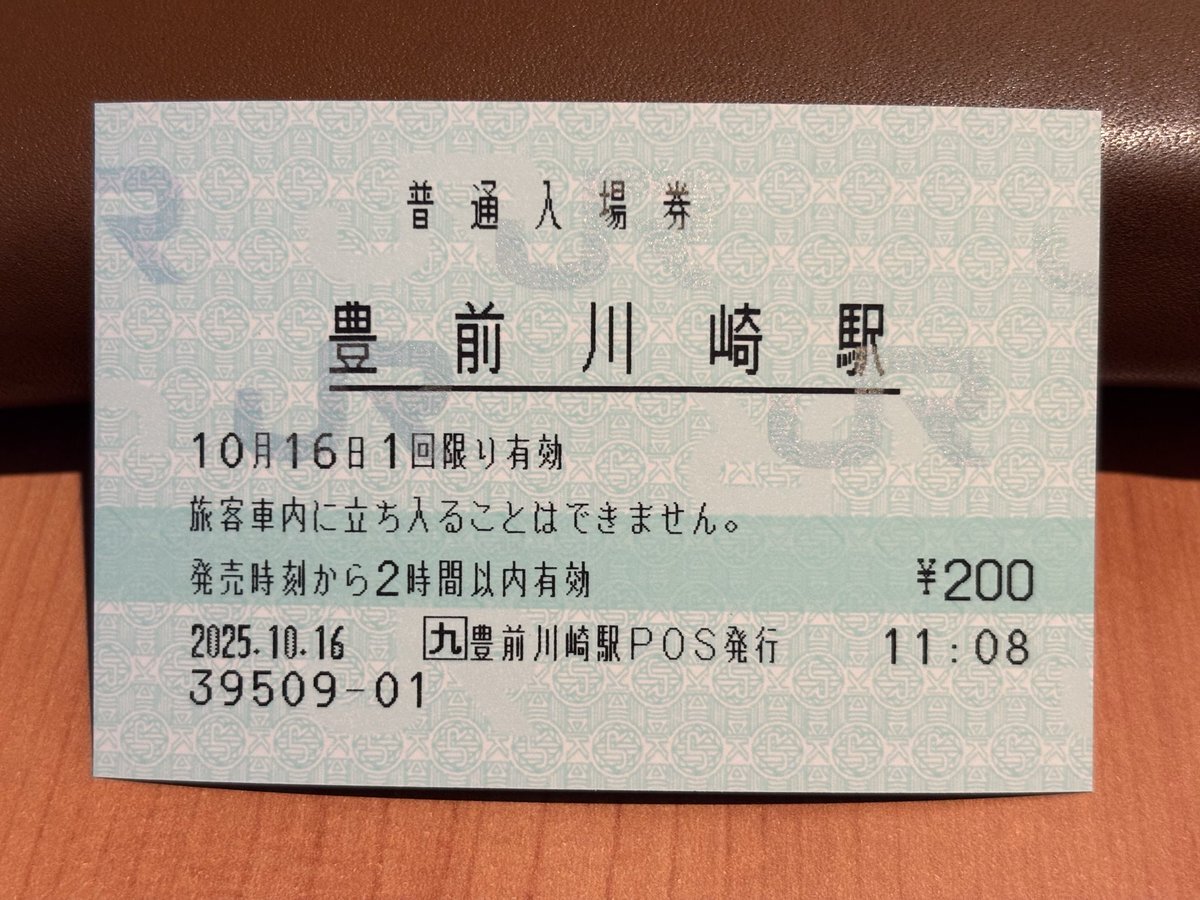 普通入場券
豊前川崎駅
10月16日1回限り有効
旅客車内に立ち入ることはできません。
発売時刻から2時間以内有効 ¥200
2025.10.16 九豊前川崎駅POS発行 11:08
39509-01